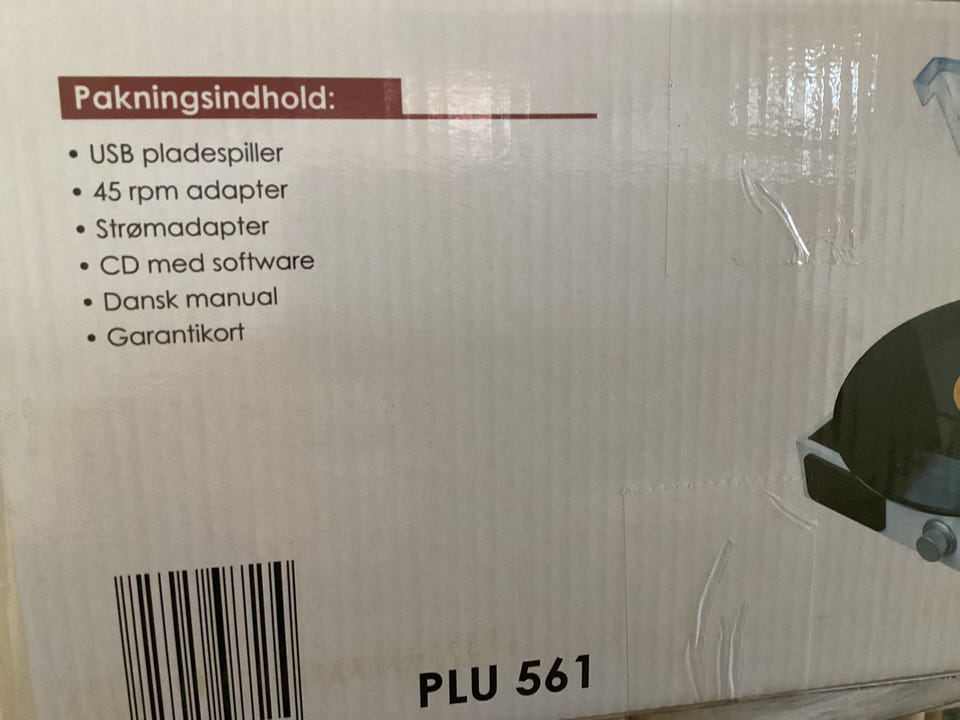 Pakningsindhold:
• USB pladespiller
• 45 rpm adapter
• Strømadapter
• CD med software
• Dansk manual
• Garantikort
PLU 561